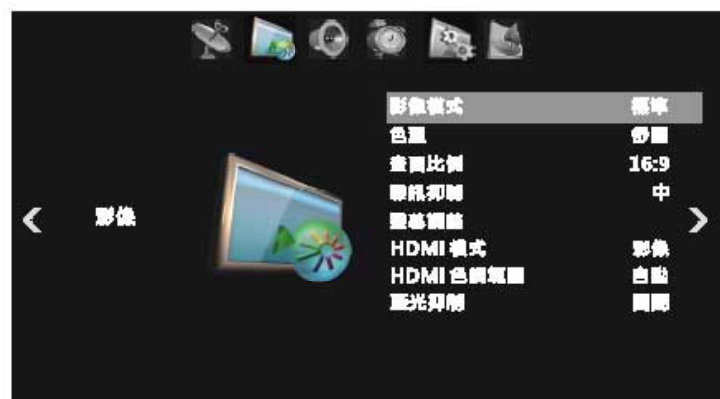 影像
影像模式 標準
色溫
畫面比例 16:9
雜訊抑制 中
螢幕調整
HDMI 模式 影像
HDMI 色調範圍 自動
藍光抑制 關閉